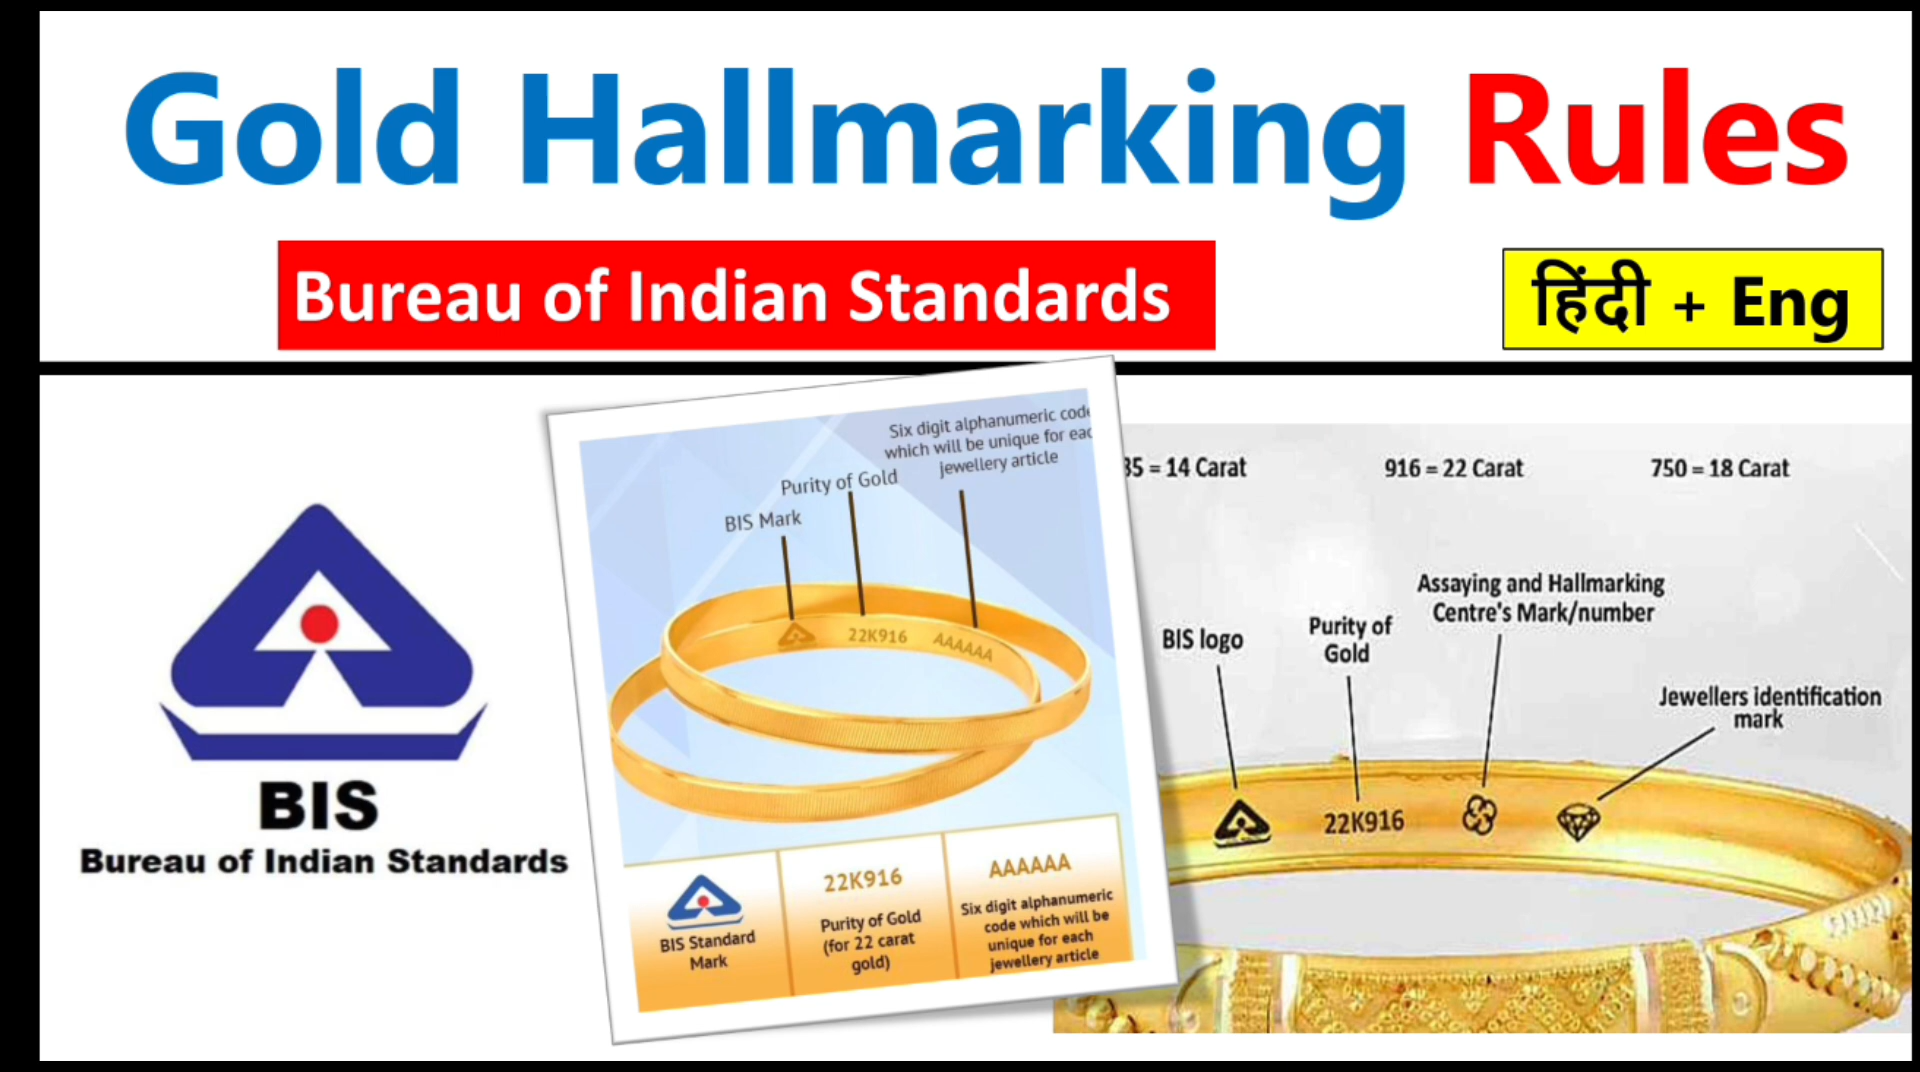 Gold Hallmarking Rules
Bureau of Indian Standards
हिंदी + Eng
BIS
Bureau of Indian Standards
Six digit alphanumeric code
which will be unique for eac
jewellery article
Purity of Gold
BIS Mark
22K916
AAAAAA
22K916
AAAAAA
BIS Standard
Mark
Purity of Gold
(for 22 carat
gold)
Six digit alphanumeric
code which will be
unique for each
jewellery article
35 = 14 Carat
916 = 22 Carat
750 = 18 Carat
Assaying and Hallmarking
Centre's Mark/number
BIS logo
Purity of
Gold
Jewellers identification
mark
22K916